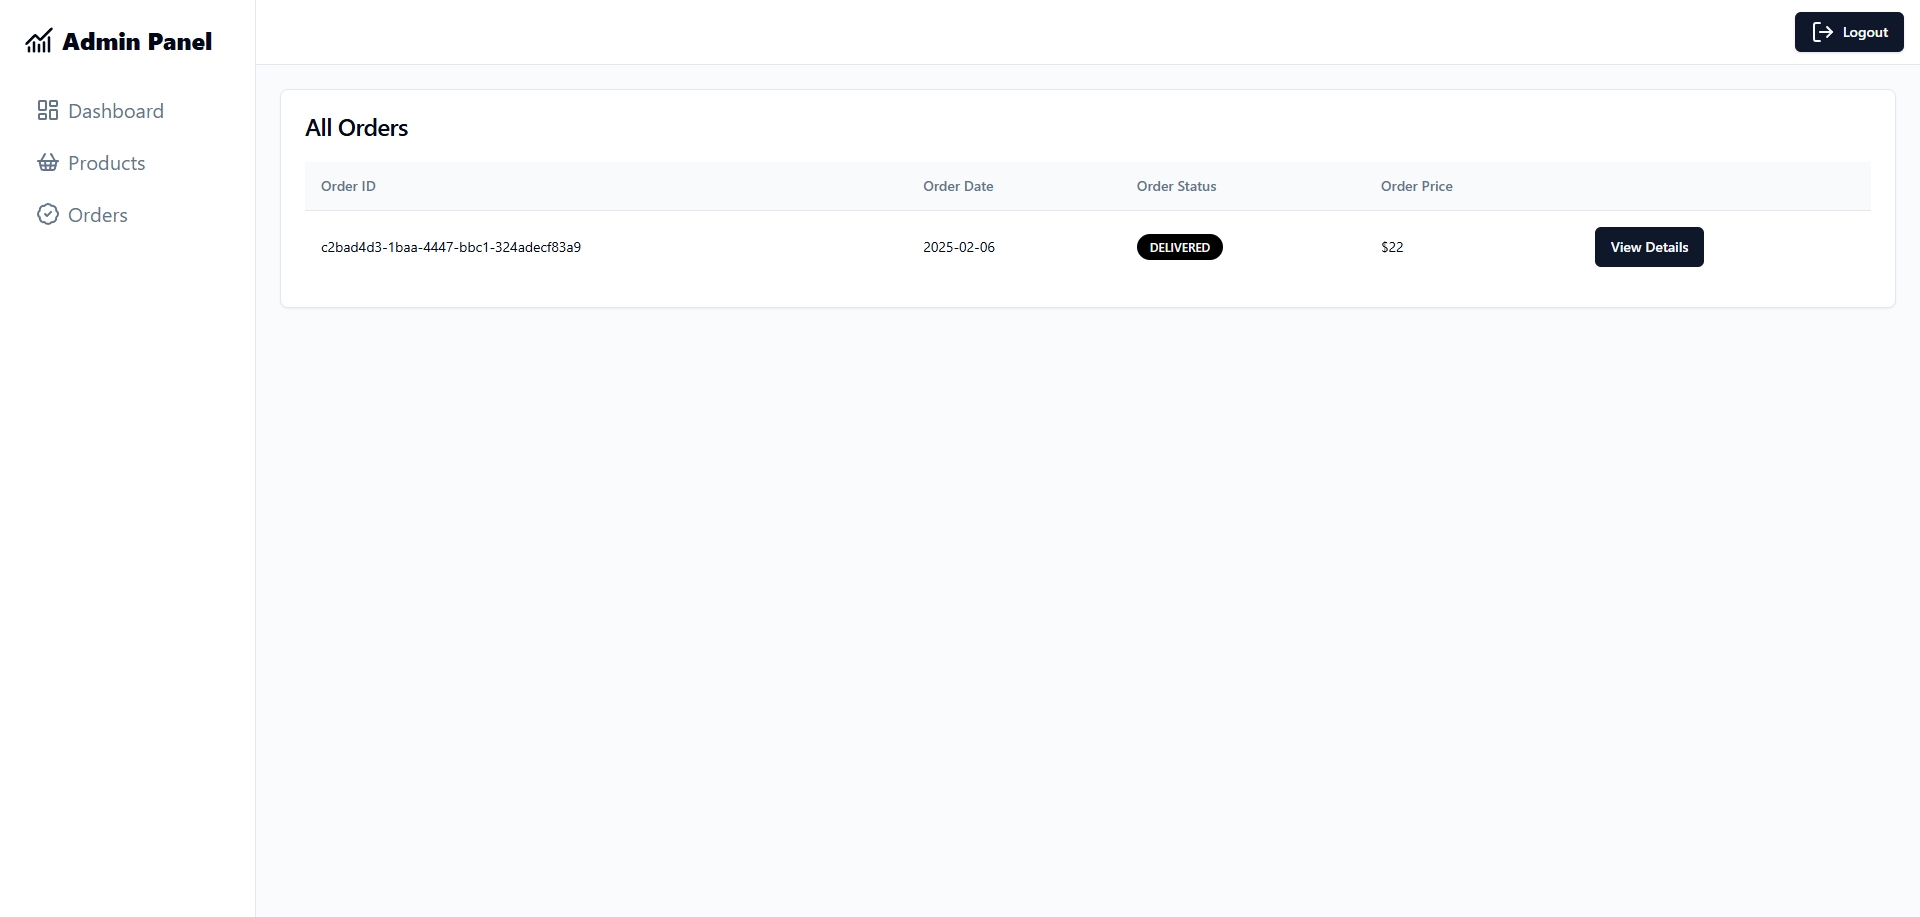 Admin Panel
Logout
Dashboard
Products
Orders
All Orders
Order ID Order Date Order Status Order Price
c2bad4d3-1baa-4447-bbc1-324adecf83a9 2025-02-06 DELIVERED $22 View Details